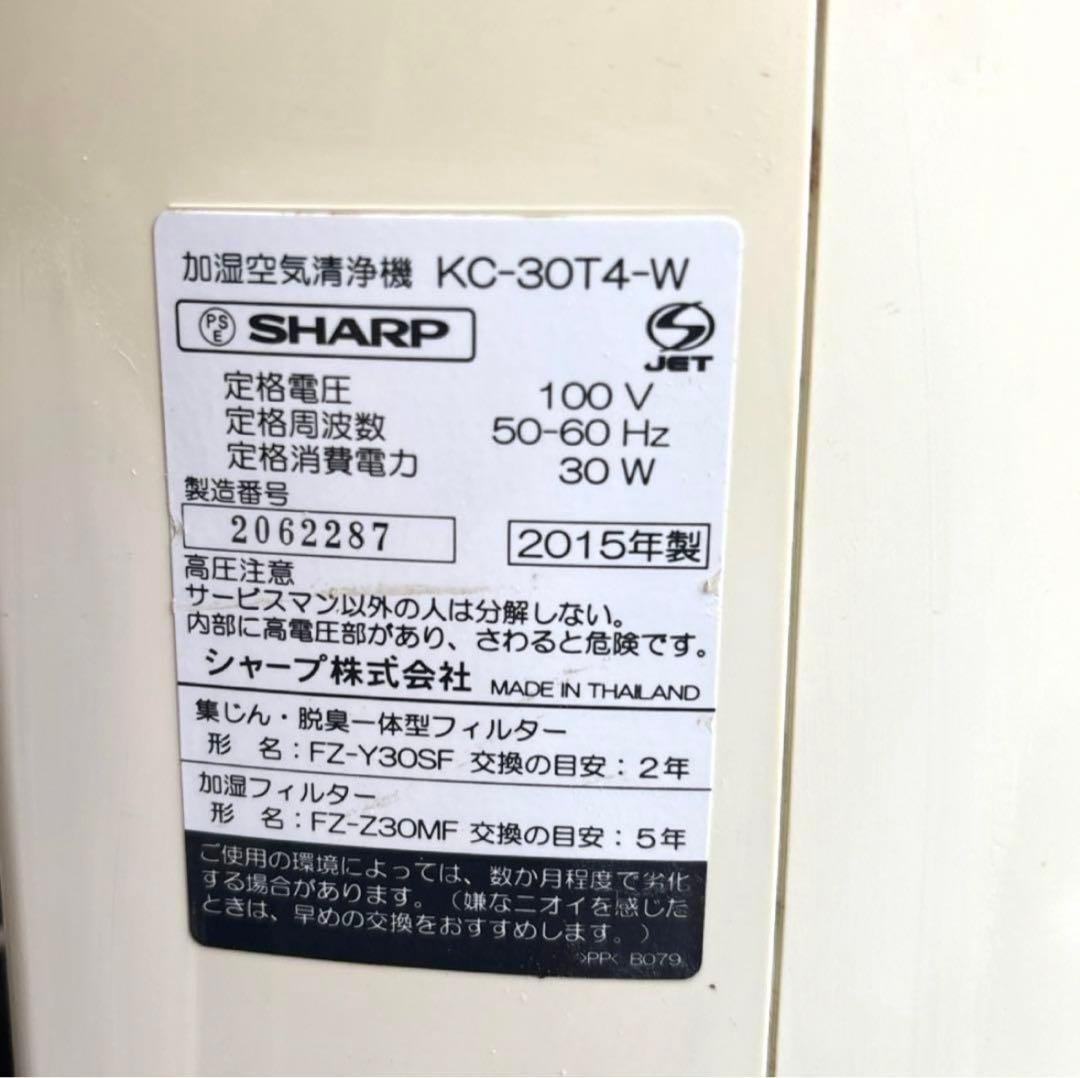 加湿空気清浄機 KC-30T4-W
PSE SHARP
JET
定格電圧 100 V
定格周波数 50-60 Hz
定格消費電力 30 W
製造番号
2062287 2015年製
高圧注意
サービスマン以外の人は分解しない。
内部に高電圧部があり、さわると危険です。
シャープ株式会社 MADE IN THAILAND
集じん・脱臭一体型フィルター
形 名：FZ-Y30SF 交換の目安：2年
加湿フィルター
形 名：FZ-Z30MF 交換の目安：5年
ご使用の環境によっては、数か月程度で劣化
する場合があります。（嫌なニオイを感じた
ときは、早めの交換をおすすめします。）
>PP< B079